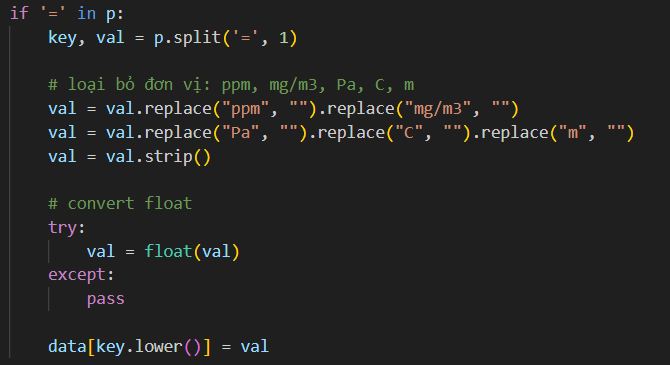 if '=' in p:
    key, val = p.split('=', 1)

    # loại bỏ đơn vị: ppm, mg/m3, Pa, C, m
    val = val.replace("ppm", "").replace("mg/m3", "")
    val = val.replace("Pa", "").replace("C", "").replace("m", "")
    val = val.strip()

    # convert float
    try:
        val = float(val)
    except:
        pass

    data[key.lower()] = val